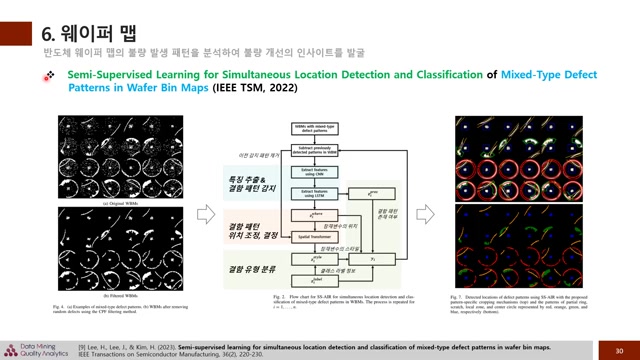 6. 웨이퍼 맵
반도체 웨이퍼 맵의 불량 발생 패턴을 분석하여 불량 개선의 인사이트를 발굴
Semi-Supervised Learning for Simultaneous Location Detection and Classification of Mixed-Type Defect
Patterns in Wafer Bin Maps (IEEE TSM, 2022)
(a) Original WBMs
(b) Filtered WBMs
Fig. 4. (a) Examples of mixed-type defect patterns. (b) WBMs after removing
random defects using the CPF filtering method.
WBMs with mixed-type
defect patterns
이전 감지 패턴 제거
Subtract previously
detected patterns in WBM
특징 추출 &
결함 패턴 감지
Extract features
using CNN
Extract features
using LSTM
결함 패턴
존재 여부
결함 패턴
위치 조정, 결정
잠재변수의 위치
Spatial Transformer
잠재변수의 스타일
결함 유형 분류
클래스 라벨 정보
Fig. 2. Flow chart for SS-AIR for simultaneous location detection and clas-
sification of mixed-type defect patterns in WBMs. The process is repeated for
i = 1, . . . , n.
Fig. 7. Detected locations of defect patterns using SS-AIR with the proposed
pattern-specific cropping mechanisms (top) and the patterns of partial ring,
scratch, local zone, and center circle represented by red, orange, green, and
blue, respectively (bottom).
Data Mining
Quality Analytics
[9] Lee, H., Lee, J., & Kim, H. (2023). Semi-supervised learning for simultaneous location detection and classification of mixed-type defect patterns in wafer bin maps.
IEEE Transactions on Semiconductor Manufacturing, 36(2), 220-230.
30